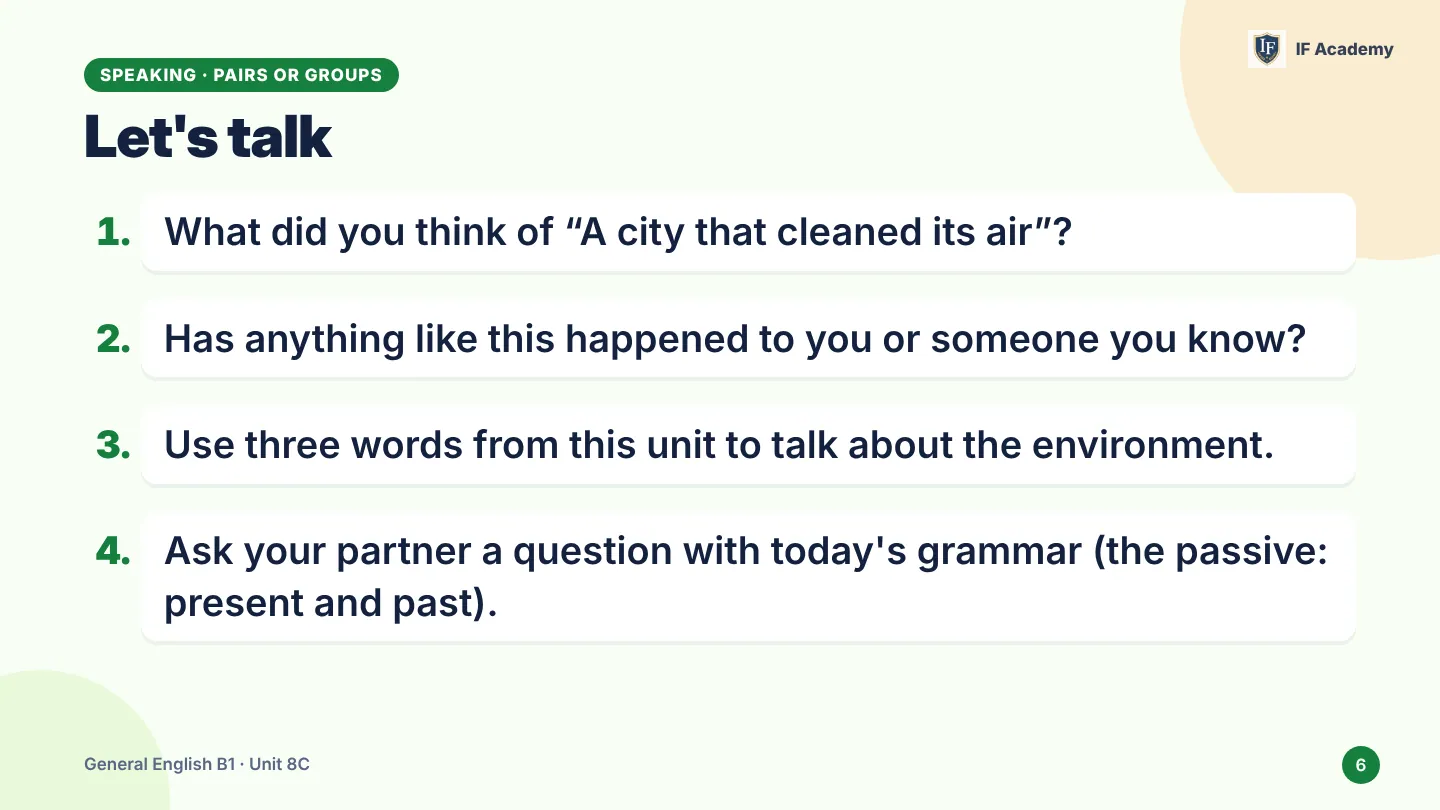 IF
IF Academy
SPEAKING · PAIRS OR GROUPS
Let's talk
1. What did you think of “A city that cleaned its air”?
2. Has anything like this happened to you or someone you know?
3. Use three words from this unit to talk about the environment.
4. Ask your partner a question with today's grammar (the passive:
present and past).
General English B1 · Unit 8C
6